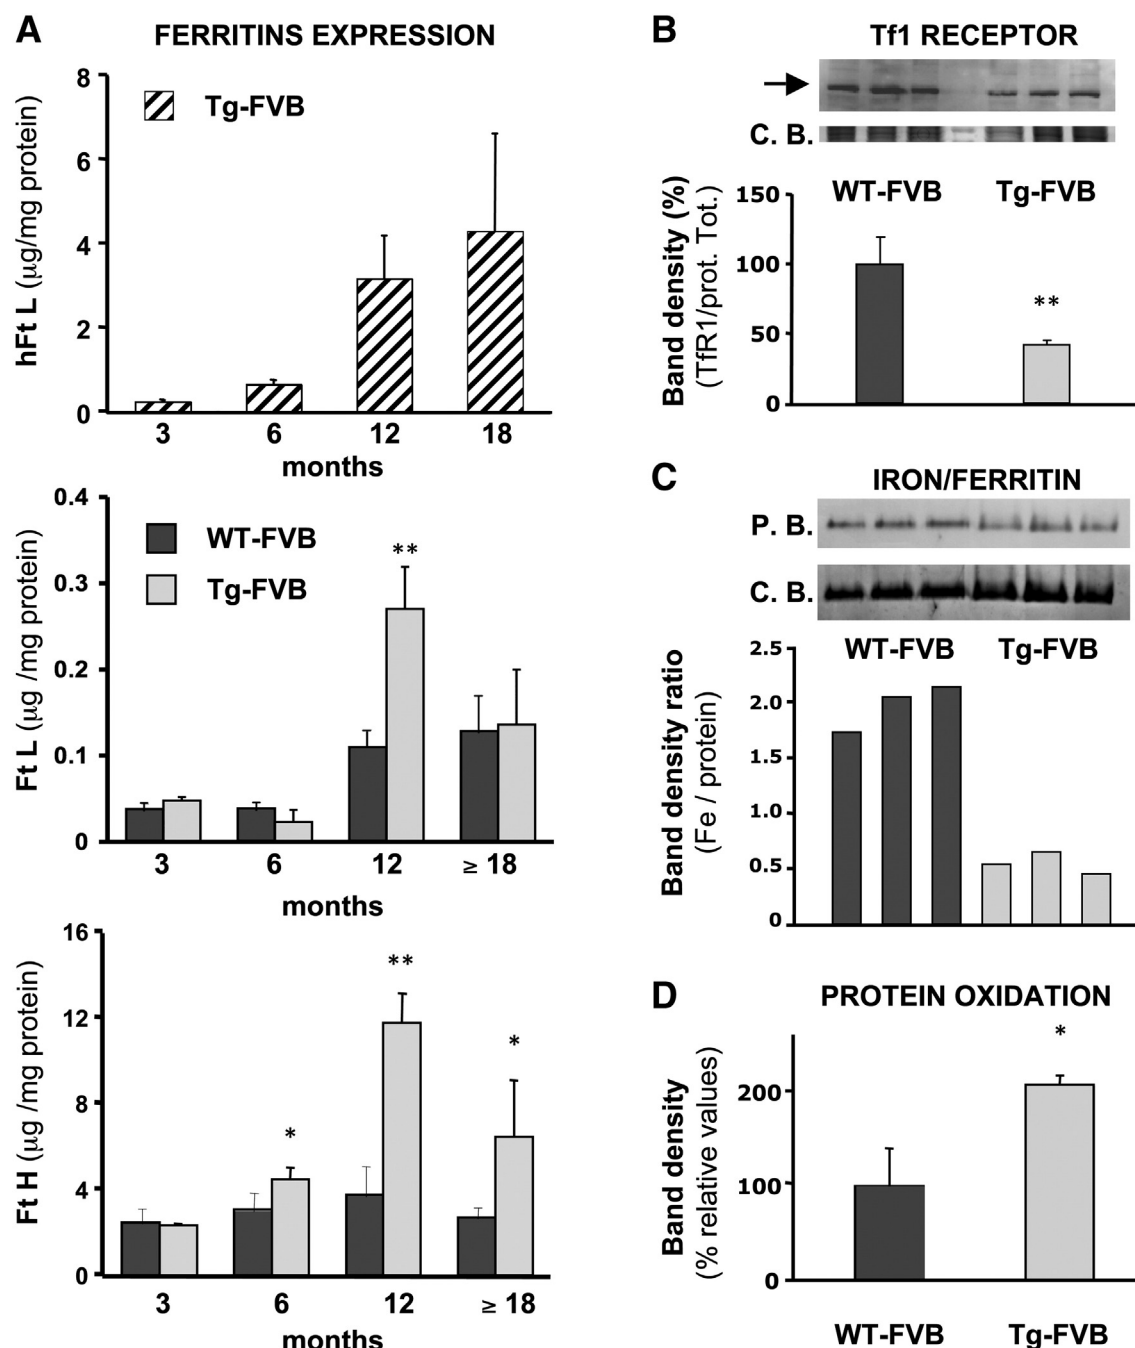 A
FERRITINS EXPRESSION
8
6
4
2
0
hFt L (µg/mg protein)
Tg-FVB
3 6 12 18
months
0.4
0.3
0.2
0.1
0
Ft L (µg /mg protein)
WT-FVB
Tg-FVB
**
3 6 12 ≥ 18
months
16
12
8
4
0
Ft H (µg /mg protein)
*
**
*
3 6 12 ≥ 18
months
B
Tf1 RECEPTOR
C. B.
WT-FVB Tg-FVB
150
100
50
0
Band density (%)
(TfR1/prot. Tot.)
**
C
IRON/FERRITIN
P. B.
C. B.
WT-FVB Tg-FVB
2.5
2.0
1.5
1.0
0.5
0
Band density ratio
(Fe / protein)
D
PROTEIN OXIDATION
*
200
100
0
Band density
(% relative values)
WT-FVB Tg-FVB